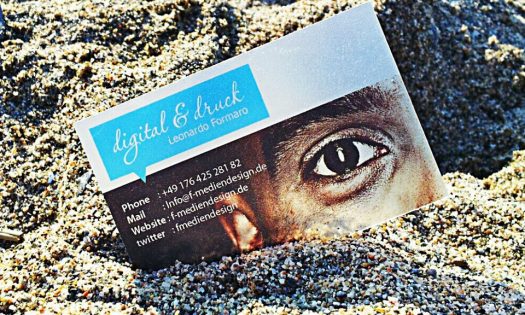 digital & druck
Leonardo Formaro
Phone : +49 176 425 281 82
Mail : Info@f-mediendesign.de
Website : f-mediendesign.de
twitter : fmediendesign